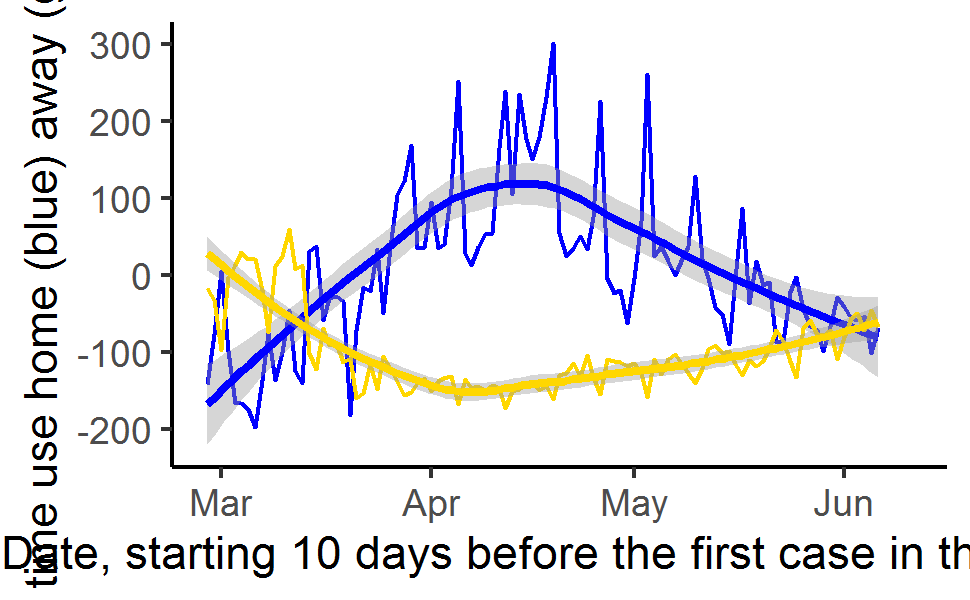 time use home (blue) away (
300
200
100
0
-100
-200
Mar Apr May Jun
Date, starting 10 days before the first case in th